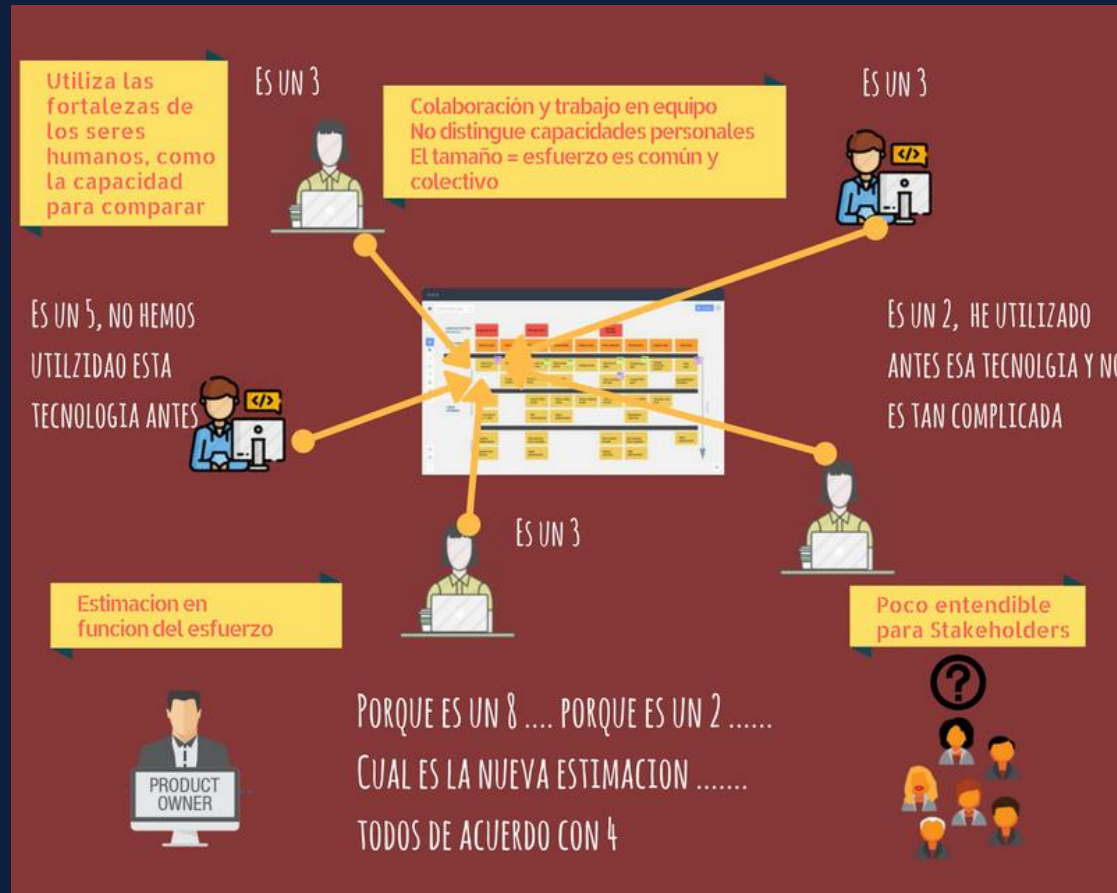 Utiliza las
fortalezas de
los seres
humanos, como
la capacidad
para comparar
Es un 3
Colaboración y trabajo en equipo
No distingue capacidades personales
El tamaño = esfuerzo es común y
colectivo
Es un 3
Es un 5, no hemos
utilzidao esta
tecnologia antes
Es un 2, he utilizado
antes esa tecnolgia y no
es tan complicada
Es un 3
Estimacion en
funcion del esfuerzo
Poco entendible
para Stakeholders
PRODUCT
OWNER
Porque es un 8 .... porque es un 2 ......
Cual es la nueva estimacion .......
todos de acuerdo con 4